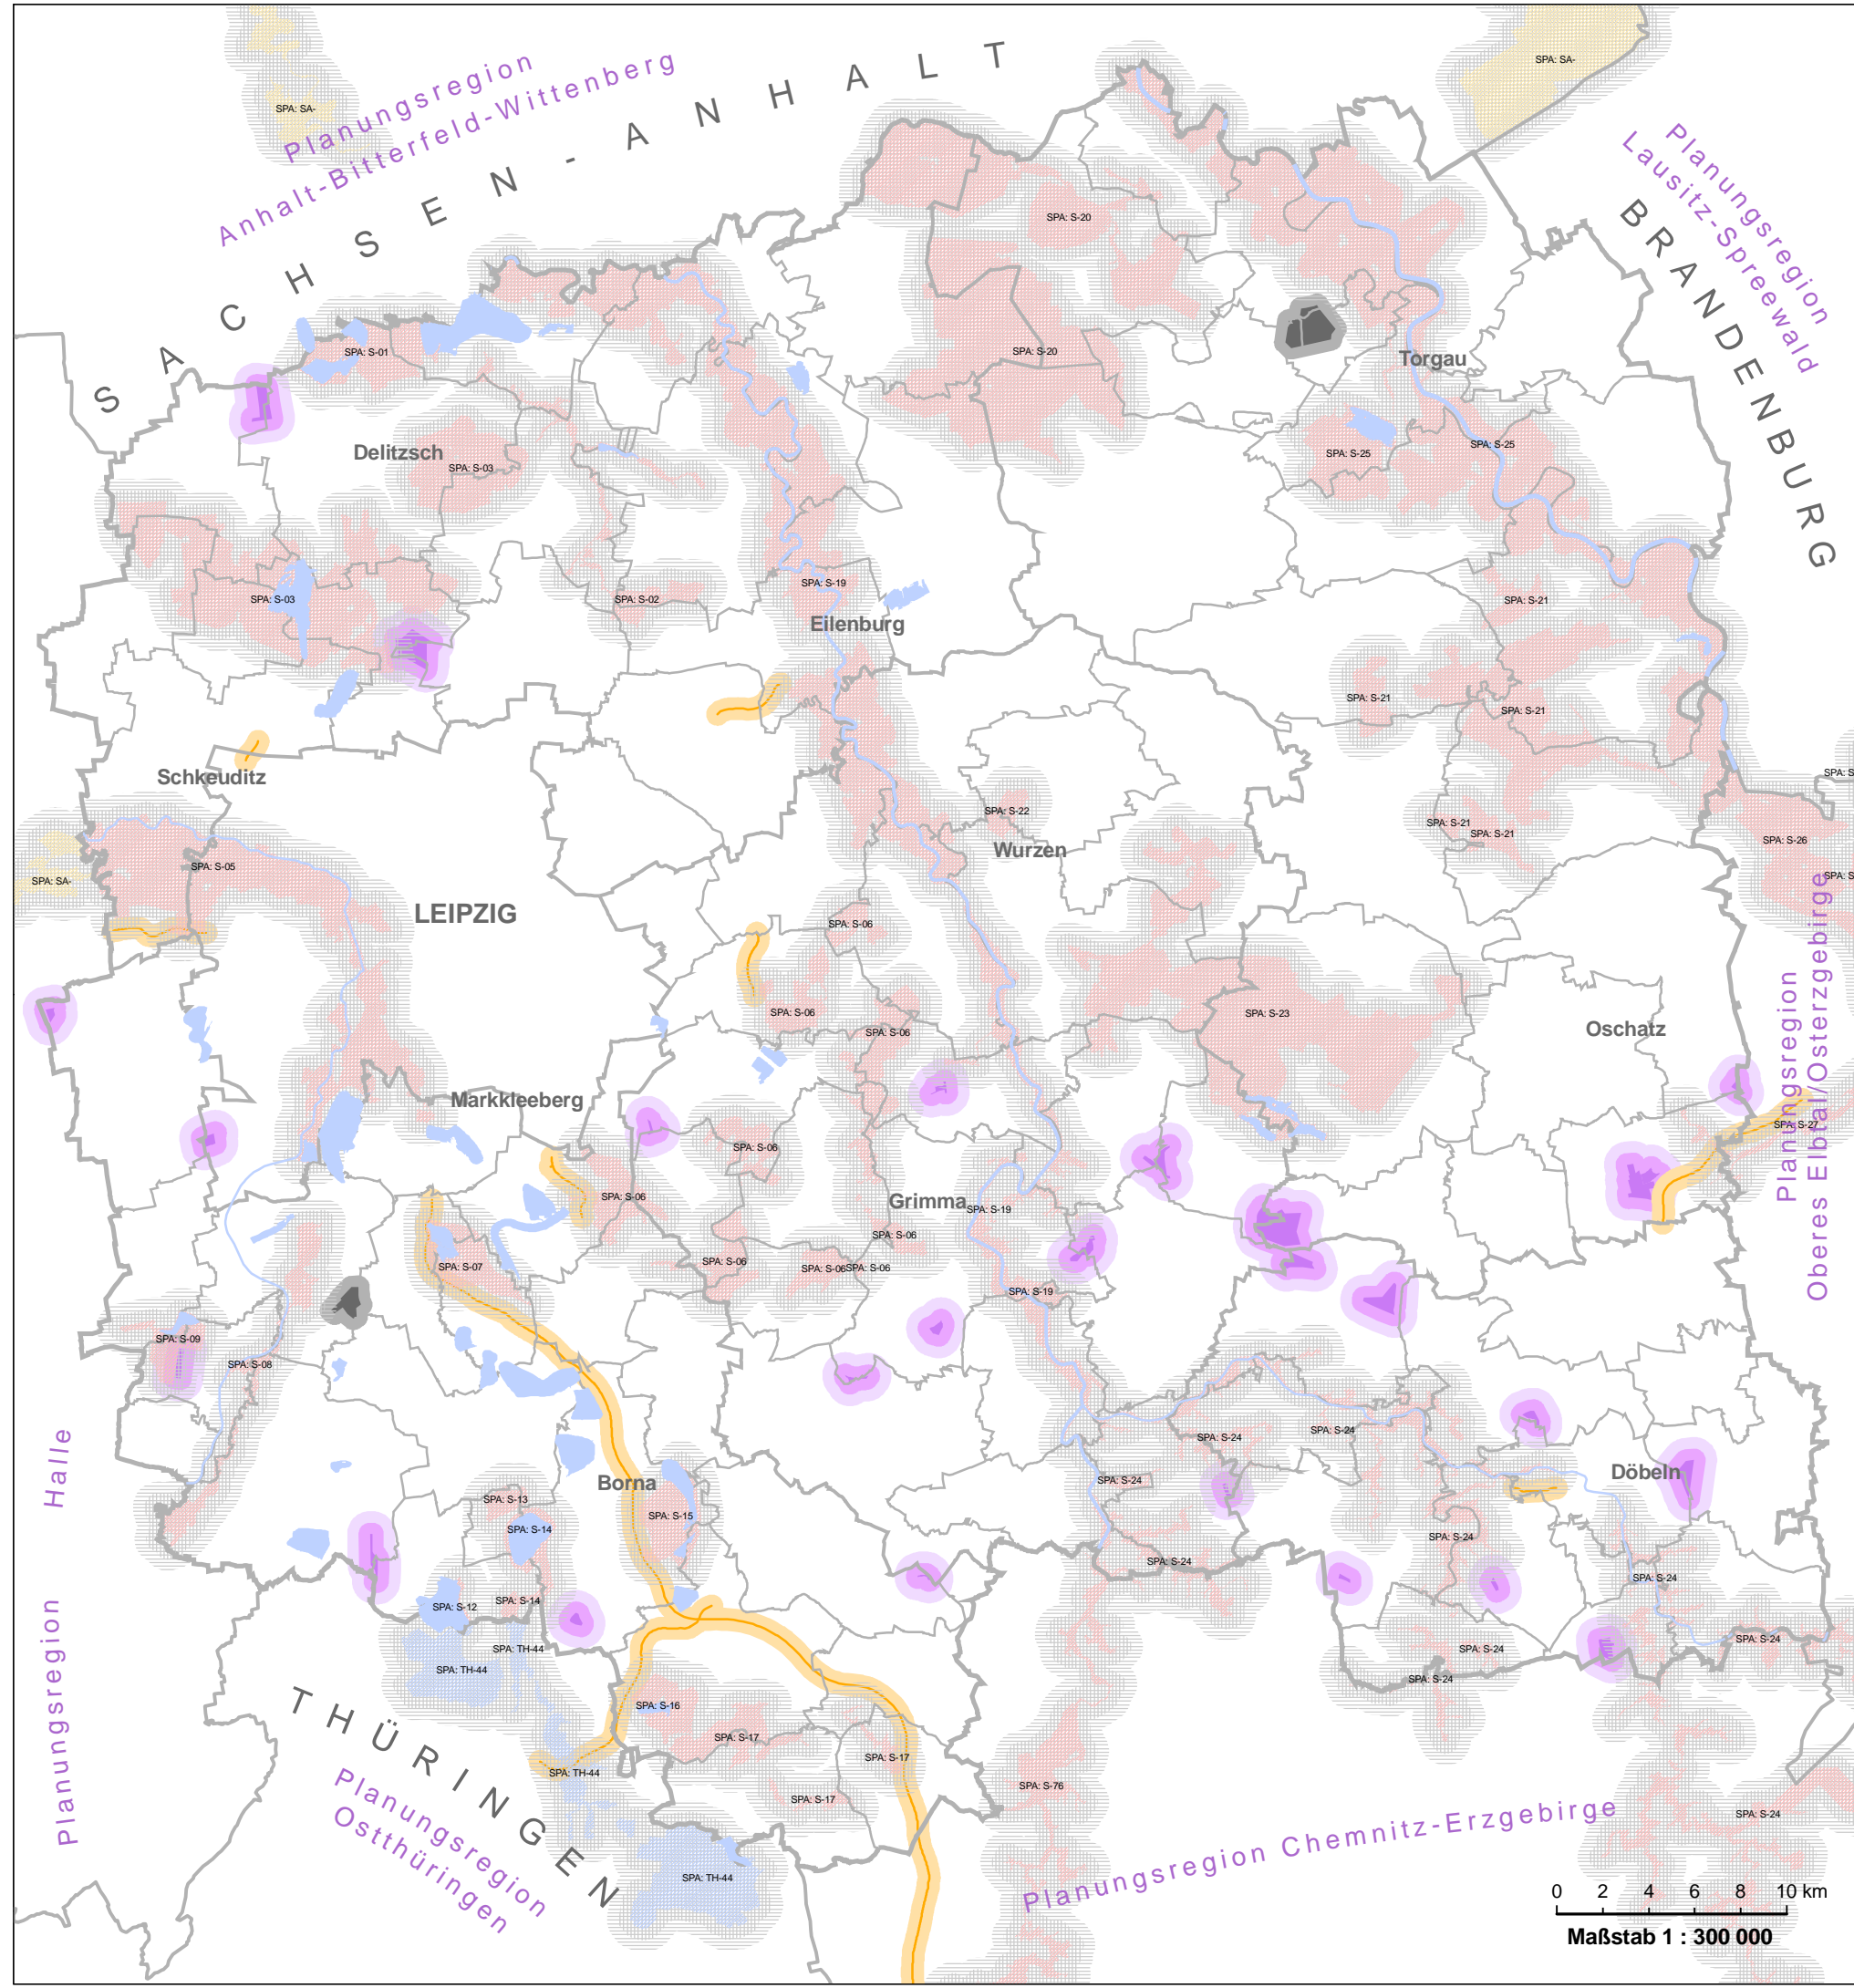 SPA: SA-
SPA: SA-
Planungsregion
Anhalt-Bitterfeld-Wittenberg
SACHSEN-ANHALT
Planungsregion
Lausitz-Spreewald
BRANDENBURG
SPA: S-20
SPA: S-01
SPA: S-20
Torgau
Delitzsch
SPA: S-03
SPA: S-25
SPA: S-25
SPA: S-19
SPA: S-03
SPA: S-02
SPA: S-21
Eilenburg
SPA: S-21
SPA: S-21
Schkeuditz
SPA: S
SPA: S-22
SPA: S-21
SPA: S-21
SPA: S-26
Wurzen
SPA: S-05
SPA: SA-
SPA: S
LEIPZIG
SPA: S-06
SPA: S-06
SPA: S-23
SPA: S-06
Oschatz
Planungsregion
Oberes Elbtal/Osterzgebirge
Markkleeberg
SPA: S-27
SPA: S-06
SPA: S-06
Grimma
SPA: S-19
SPA: S-06
SPA: S-06
SPA: S-07
SPA: S-06
SPA: S-06
SPA: S-19
SPA: S-09
SPA: S-08
SPA: S-24
SPA: S-24
Planungsregion Halle
Döbeln
SPA: S-24
Borna
SPA: S-13
SPA: S-15
SPA: S-14
SPA: S-24
SPA: S-24
SPA: S-24
SPA: S-14
SPA: S-12
SPA: S-24
SPA: TH-44
SPA: S-24
SPA: TH-44
SPA: S-24
SPA: S-16
SPA: S-17
SPA: S-17
THÜRINGEN
SPA: TH-44
SPA: S-76
Planungsregion
Ostthüringen
SPA: S-17
SPA: S-24
Planungsregion Chemnitz-Erzgebirge
SPA: TH-44
0 2 4 6 8 10 km
Maßstab 1 : 300 000